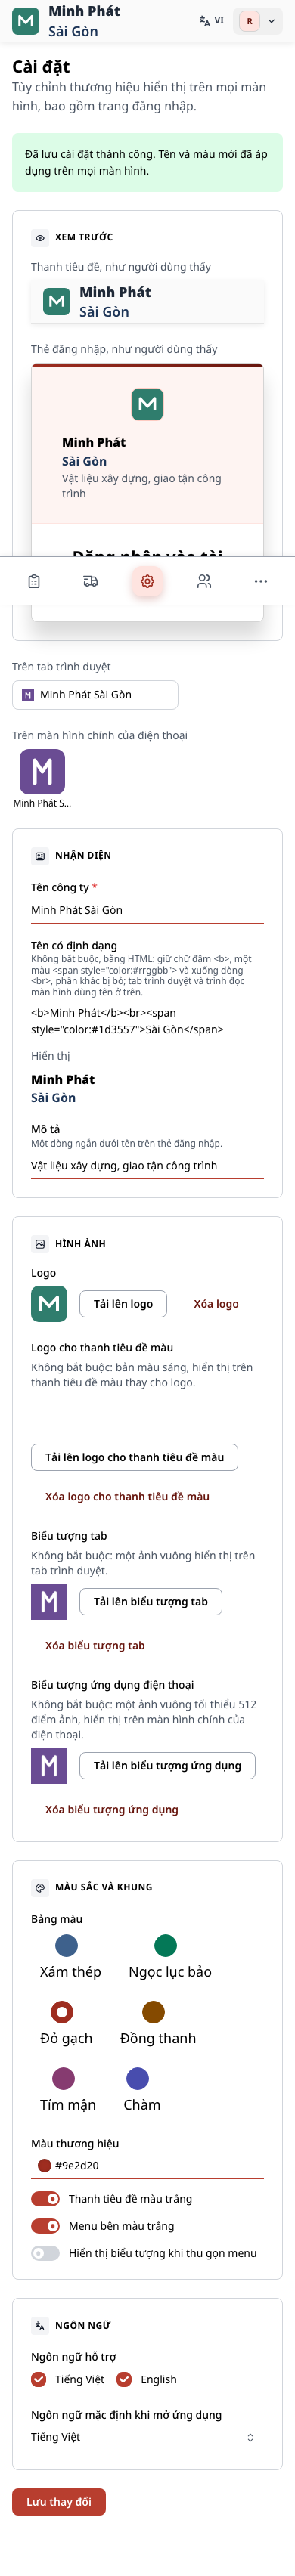 Minh Phát
Sài Gòn
VI
R
Cài đặt
Tùy chỉnh thương hiệu hiển thị trên mọi màn
hình, bao gồm trang đăng nhập.
Đã lưu cài đặt thành công. Tên và màu mới đã áp
dụng trên mọi màn hình.
XEM TRƯỚC
Thanh tiêu đề, như người dùng thấy
Minh Phát
Sài Gòn
Thẻ đăng nhập, như người dùng thấy
Minh Phát
Sài Gòn
Vật liệu xây dựng, giao tận công
trình
Trên tab trình duyệt
Minh Phát Sài Gòn
Trên màn hình chính của điện thoại
Minh Phát S...
NHẬN DIỆN
Tên công ty *
Minh Phát Sài Gòn
Tên có định dạng
Không bắt buộc, bằng HTML: giữ chữ đậm <b>, một
màu <span style="color:#rrggbb"> và xuống dòng
<br>, phần khác bị bỏ; tab trình duyệt và trình đọc
màn hình dùng tên ở trên.
<b>Minh Phát</b><br><span
style="color:#1d3557">Sài Gòn</span>
Hiển thị
Minh Phát
Sài Gòn
Mô tả
Một dòng ngắn dưới tên trên thẻ đăng nhập.
Vật liệu xây dựng, giao tận công trình
HÌNH ẢNH
Logo
Tải lên logo
Xóa logo
Logo cho thanh tiêu đề màu
Không bắt buộc: bản màu sáng, hiển thị trên
thanh tiêu đề màu thay cho logo.
Tải lên logo cho thanh tiêu đề màu
Xóa logo cho thanh tiêu đề màu
Biểu tượng tab
Không bắt buộc: một ảnh vuông hiển thị trên
tab trình duyệt.
Tải lên biểu tượng tab
Xóa biểu tượng tab
Biểu tượng ứng dụng điện thoại
Không bắt buộc: một ảnh vuông tối thiểu 512
điểm ảnh, hiển thị trên màn hình chính của
điện thoại.
Tải lên biểu tượng ứng dụng
Xóa biểu tượng ứng dụng
MÀU SẮC VÀ KHUNG
Bảng màu
Xám thép
Ngọc lục bảo
Đỏ gạch
Đồng thanh
Tím mận
Chàm
Màu thương hiệu
#9e2d20
Thanh tiêu đề màu trắng
Menu bên màu trắng
Hiển thị biểu tượng khi thu gọn menu
NGÔN NGỮ
Ngôn ngữ hỗ trợ
Tiếng Việt
English
Ngôn ngữ mặc định khi mở ứng dụng
Tiếng Việt
Lưu thay đổi